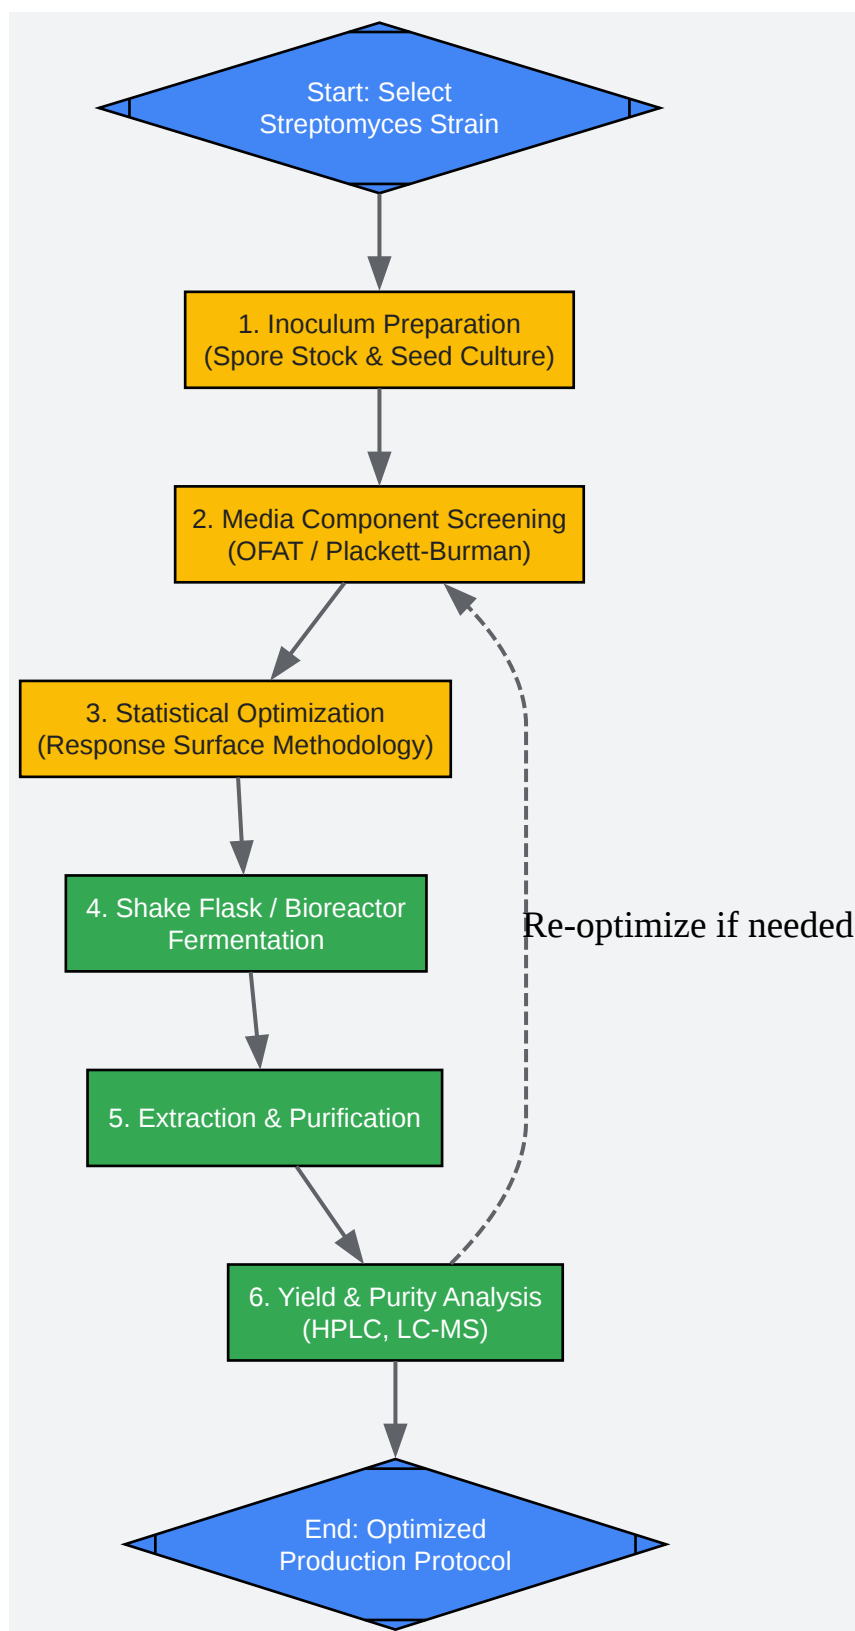 Start: Select
Streptomyces Strain
1. Inoculum Preparation
(Spore Stock & Seed Culture)
2. Media Component Screening
(OFAT / Plackett-Burman)
3. Statistical Optimization
(Response Surface Methodology)
4. Shake Flask / Bioreactor
Fermentation
Re-optimize if needed
5. Extraction & Purification
6. Yield & Purity Analysis
(HPLC, LC-MS)
End: Optimized
Production Protocol